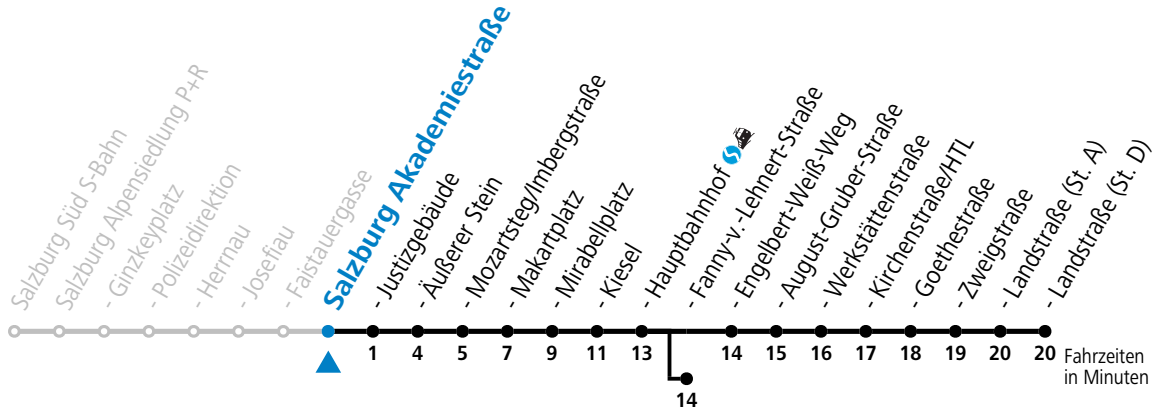 Salzburg Süd S-Bahn
Salzburg Alpensiedlung P+R
- Ginzkeyplatz
- Polizeidirektion
- Herrnau
- Josefiau
- Faistauergasse
Salzburg Akademiestraße
- Justizgebäude
- Äußerer Stein
- Mozartsteg/Imbergstraße
- Makartplatz
- Mirabellplatz
- Kiesel
- Hauptbahnhof
- Fanny-v.-Lehnert-Straße
- Engelbert-Weiß-Weg
- August-Gruber-Straße
- Werkstättenstraße
- Kirchenstraße/HTL
- Goethestraße
- Zweigstraße
- Landstraße (St. A)
- Landstraße (St. D)
1 4 5 7 9 11 13 14 15 16 17 18 19 20 20 Fahrzeiten
in Minuten
14